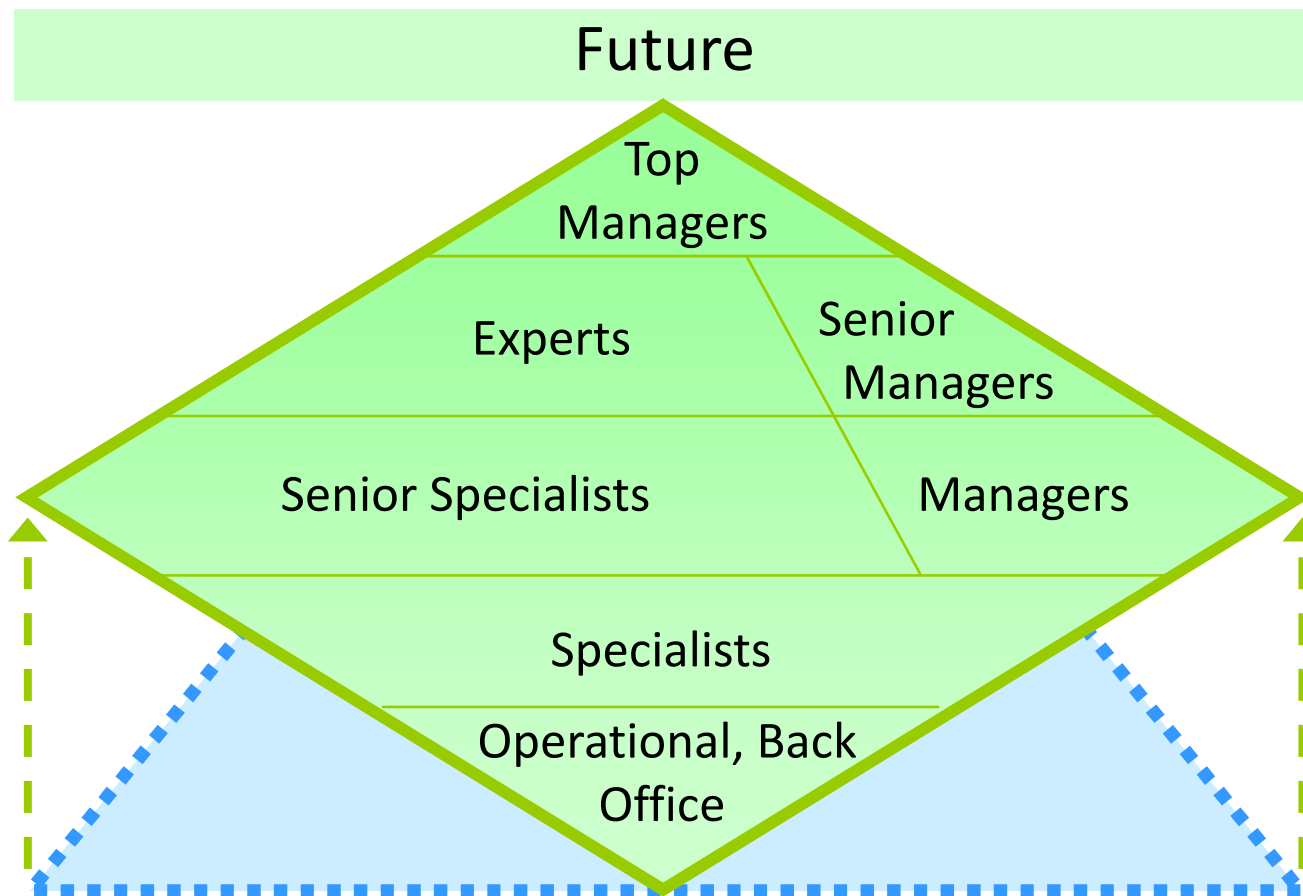 Future
Top
Managers
Experts
Senior
Managers
Senior Specialists
Managers
Specialists
Operational, Back
Office